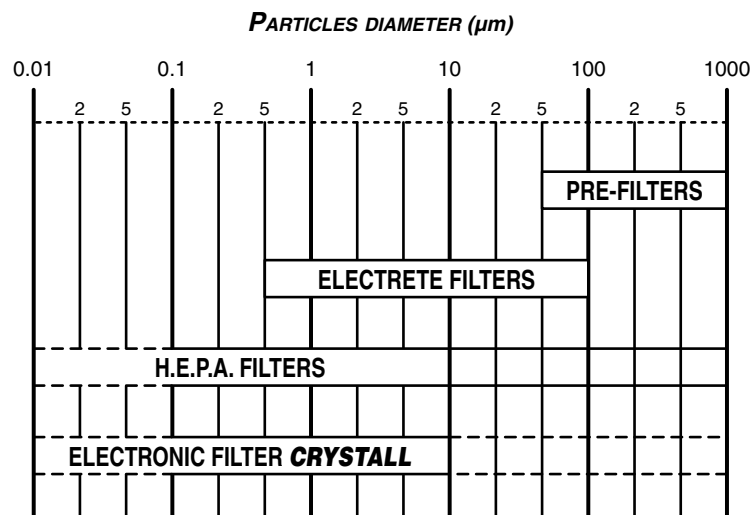 PARTICLES DIAMETER (µm)
0.01 0.1 1 10 100 1000
2 5 2 5 2 5 2 5 2 5
PRE-FILTERS
ELECTRETE FILTERS
H.E.P.A. FILTERS
ELECTRONIC FILTER CRYSTALL